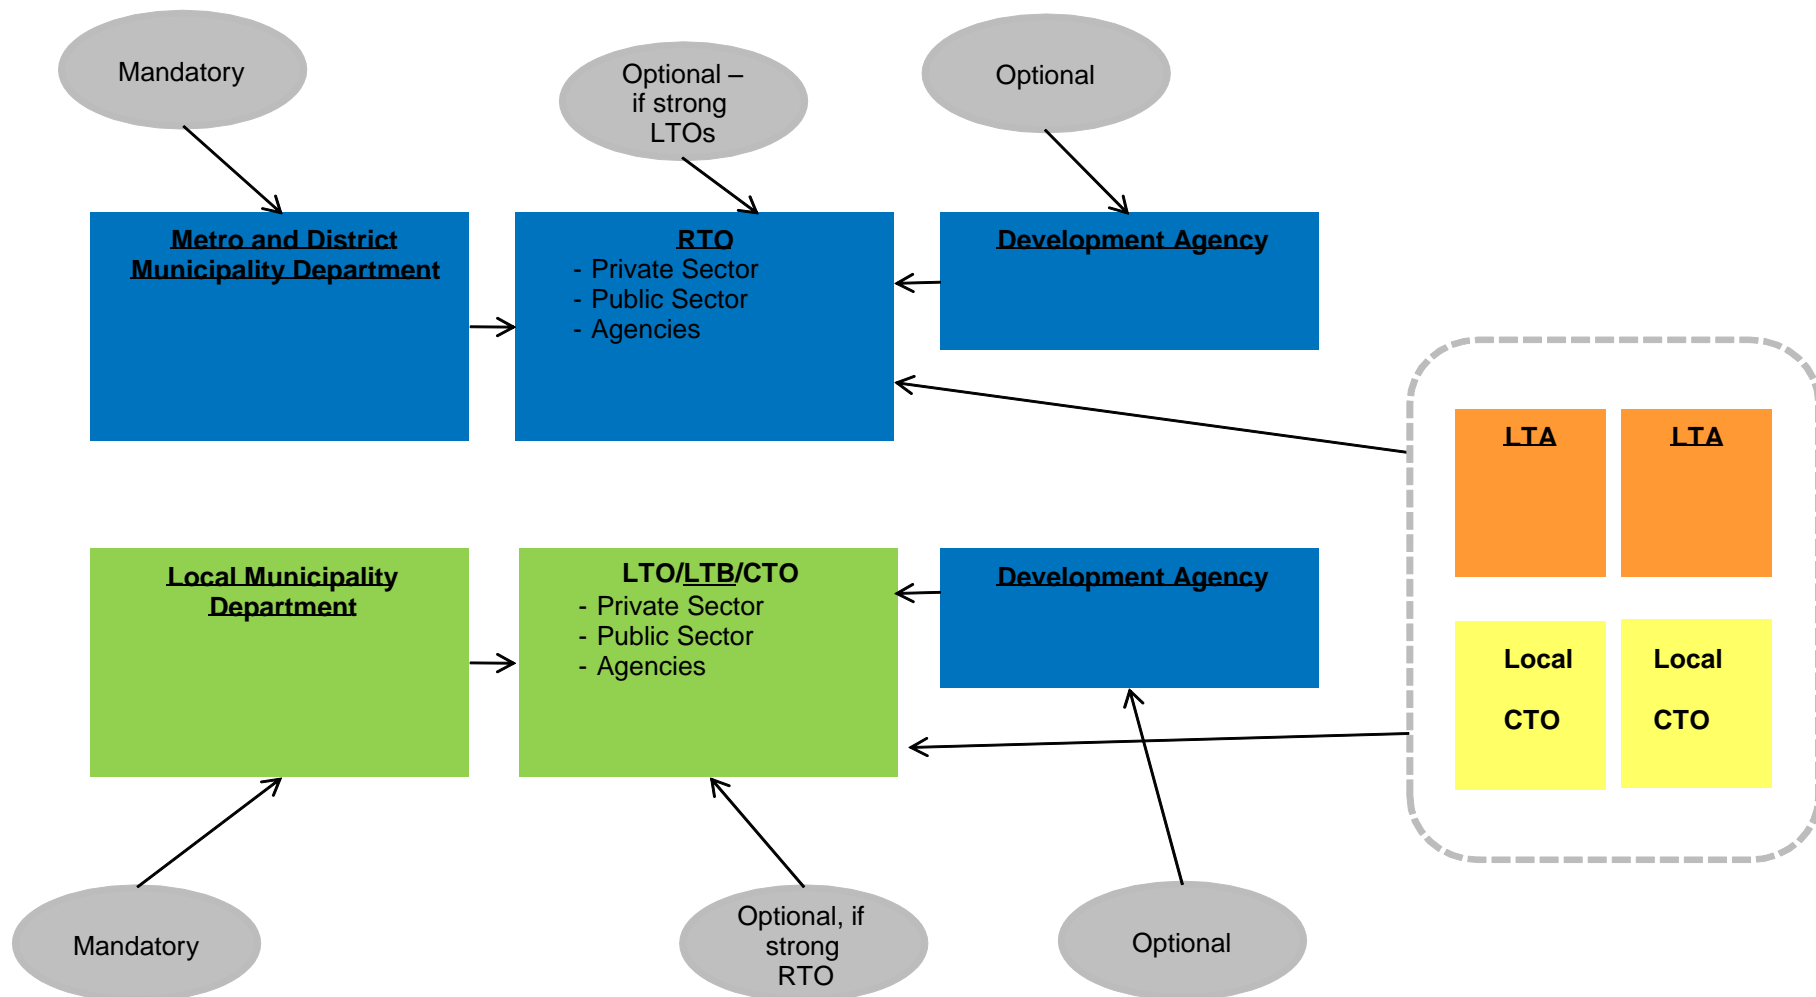 Mandatory
Optional –
if strong
LTOs
Optional
Metro and District
Municipality Department
RTO
- Private Sector
- Public Sector
- Agencies
Development Agency
LTA
LTA
Local Municipality
Department
LTO/LTB/CTO
- Private Sector
- Public Sector
- Agencies
Development Agency
Local
CTO
Local
CTO
Mandatory
Optional, if
strong
RTO
Optional